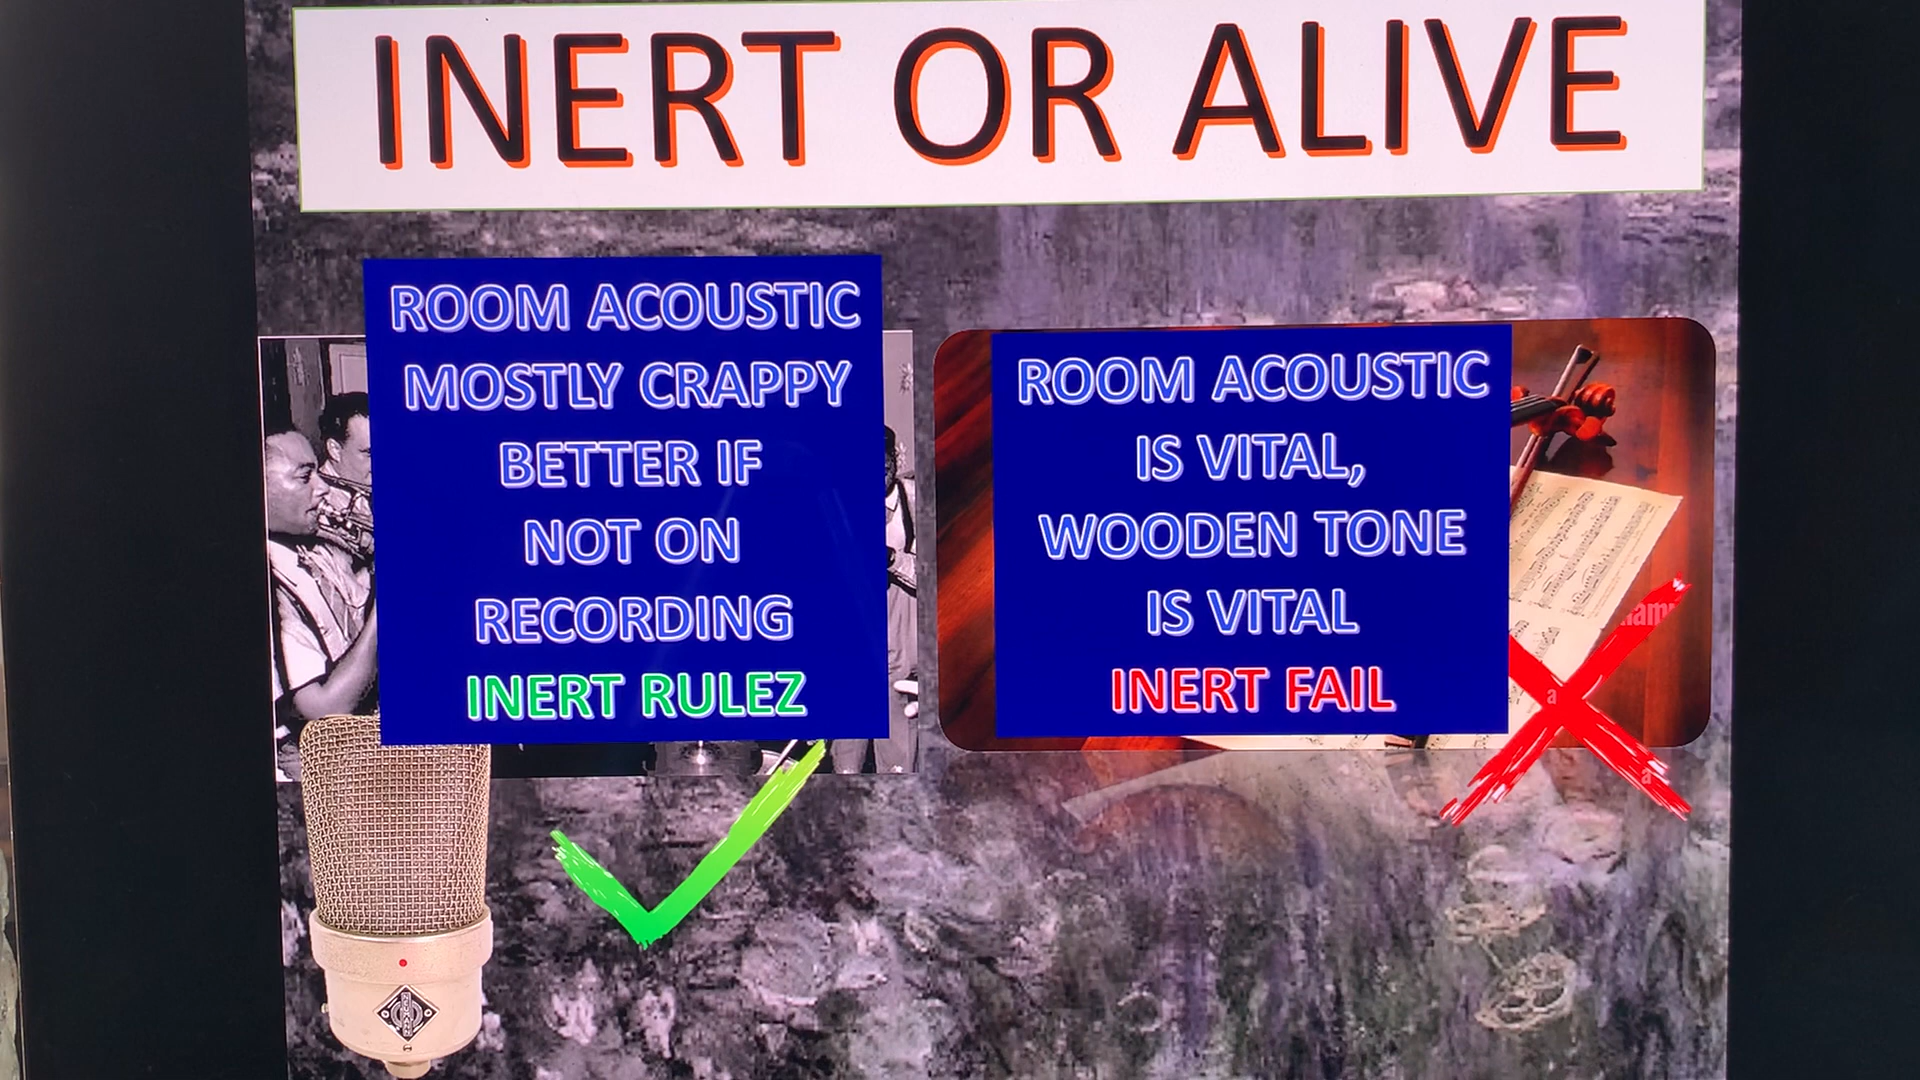 INERT OR ALIVE
ROOM ACOUSTIC
MOSTLY CRAPPY
BETTER IF
NOT ON
RECORDING
INERT RULEZ
ROOM ACOUSTIC
IS VITAL,
WOODEN TONE
IS VITAL
INERT FAIL
NEUMANN
a
a